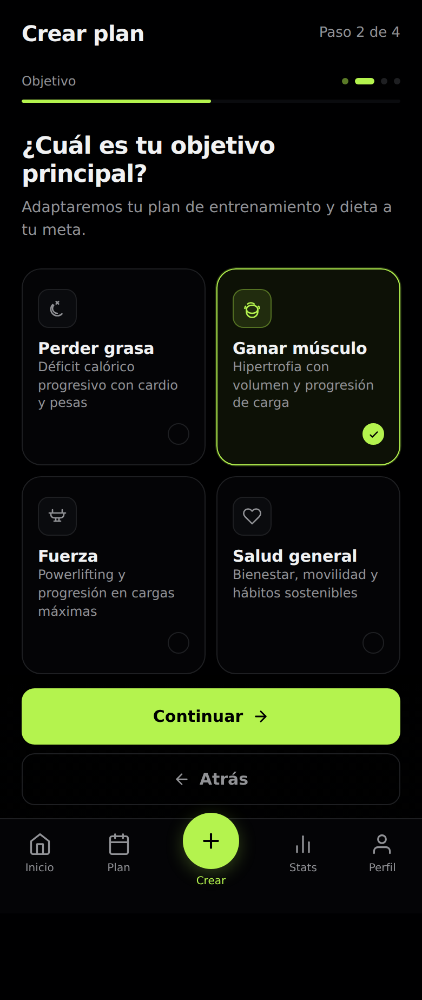 Crear plan
Paso 2 de 4
Objetivo
¿Cuál es tu objetivo
principal?
Adaptaremos tu plan de entrenamiento y dieta a
tu meta.
Perder grasa
Déficit calórico
progresivo con cardio
y pesas
Ganar músculo
Hipertrofia con
volumen y progresión
de carga
Fuerza
Powerlifting y
progresión en cargas
máximas
Salud general
Bienestar, movilidad y
hábitos sostenibles
Continuar
Atrás
Inicio
Plan
Crear
Stats
Perfil